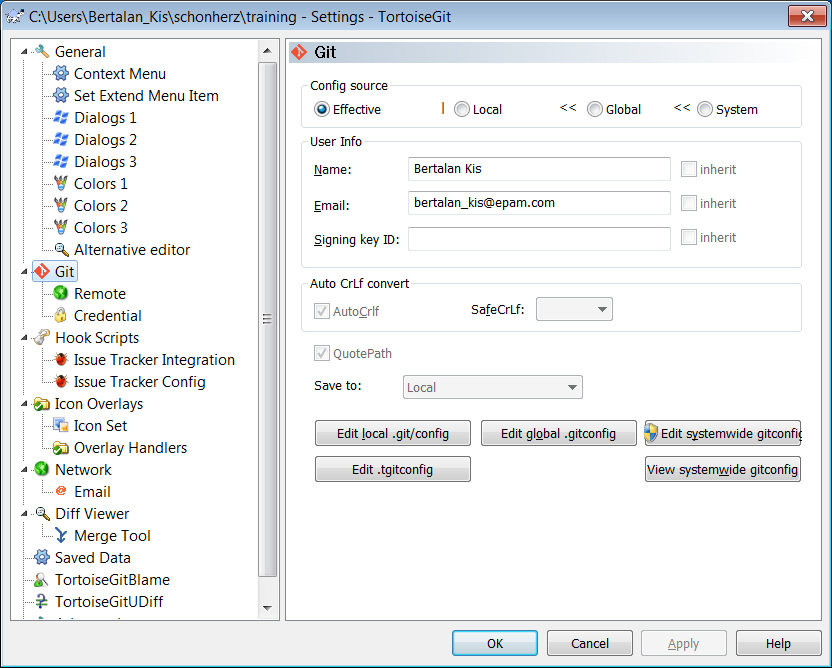 C:\Users\Bertalan_Kis\schonherz\training - Settings - TortoiseGit
General
Context Menu
Set Extend Menu Item
Dialogs 1
Dialogs 2
Dialogs 3
Colors 1
Colors 2
Colors 3
Alternative editor
Git
Remote
Credential
Hook Scripts
Issue Tracker Integration
Issue Tracker Config
Icon Overlays
Icon Set
Overlay Handlers
Network
Email
Diff Viewer
Merge Tool
Saved Data
TortoiseGitBlame
TortoiseGitUDiff
Git
Config source
Effective | Local << Global << System
User Info
Name: Bertalan Kis inherit
Email: bertalan_kis@epam.com inherit
Signing key ID: inherit
Auto CrLf convert
AutoCrlf SafeCrLf:
QuotePath
Save to: Local
Edit local .git/config Edit global .gitconfig Edit systemwide gitconfig
Edit .tgitconfig View systemwide gitconfig
OK Cancel Apply Help